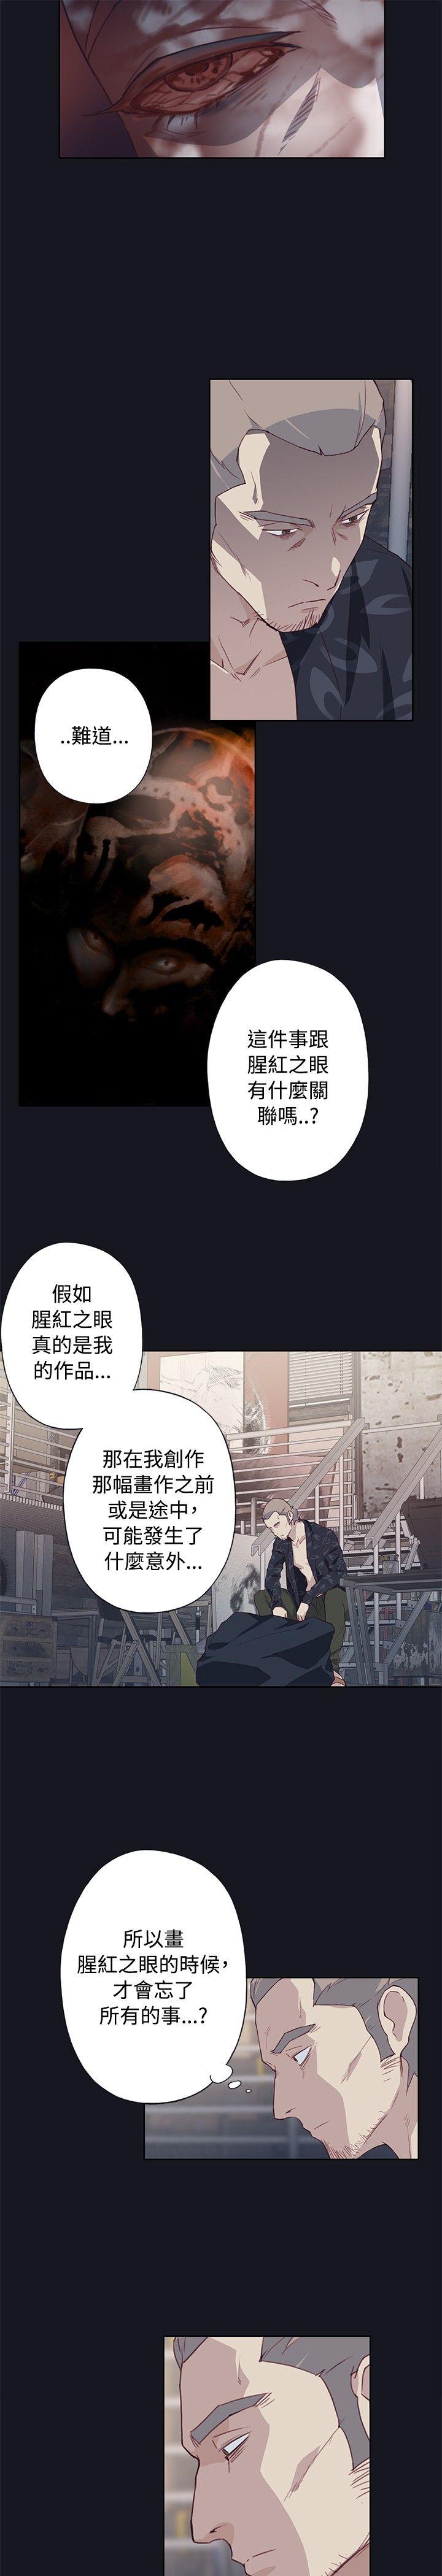 ..難道...
這件事跟
腥紅之眼
有什麼關
聯嗎..?
假如
腥紅之眼
真的是我
的作品...
那在我創作
那幅畫作之前
或是途中,
可能發生了
什麼意外...
所以畫
腥紅之眼的時候,
才會忘了
所有的事...?